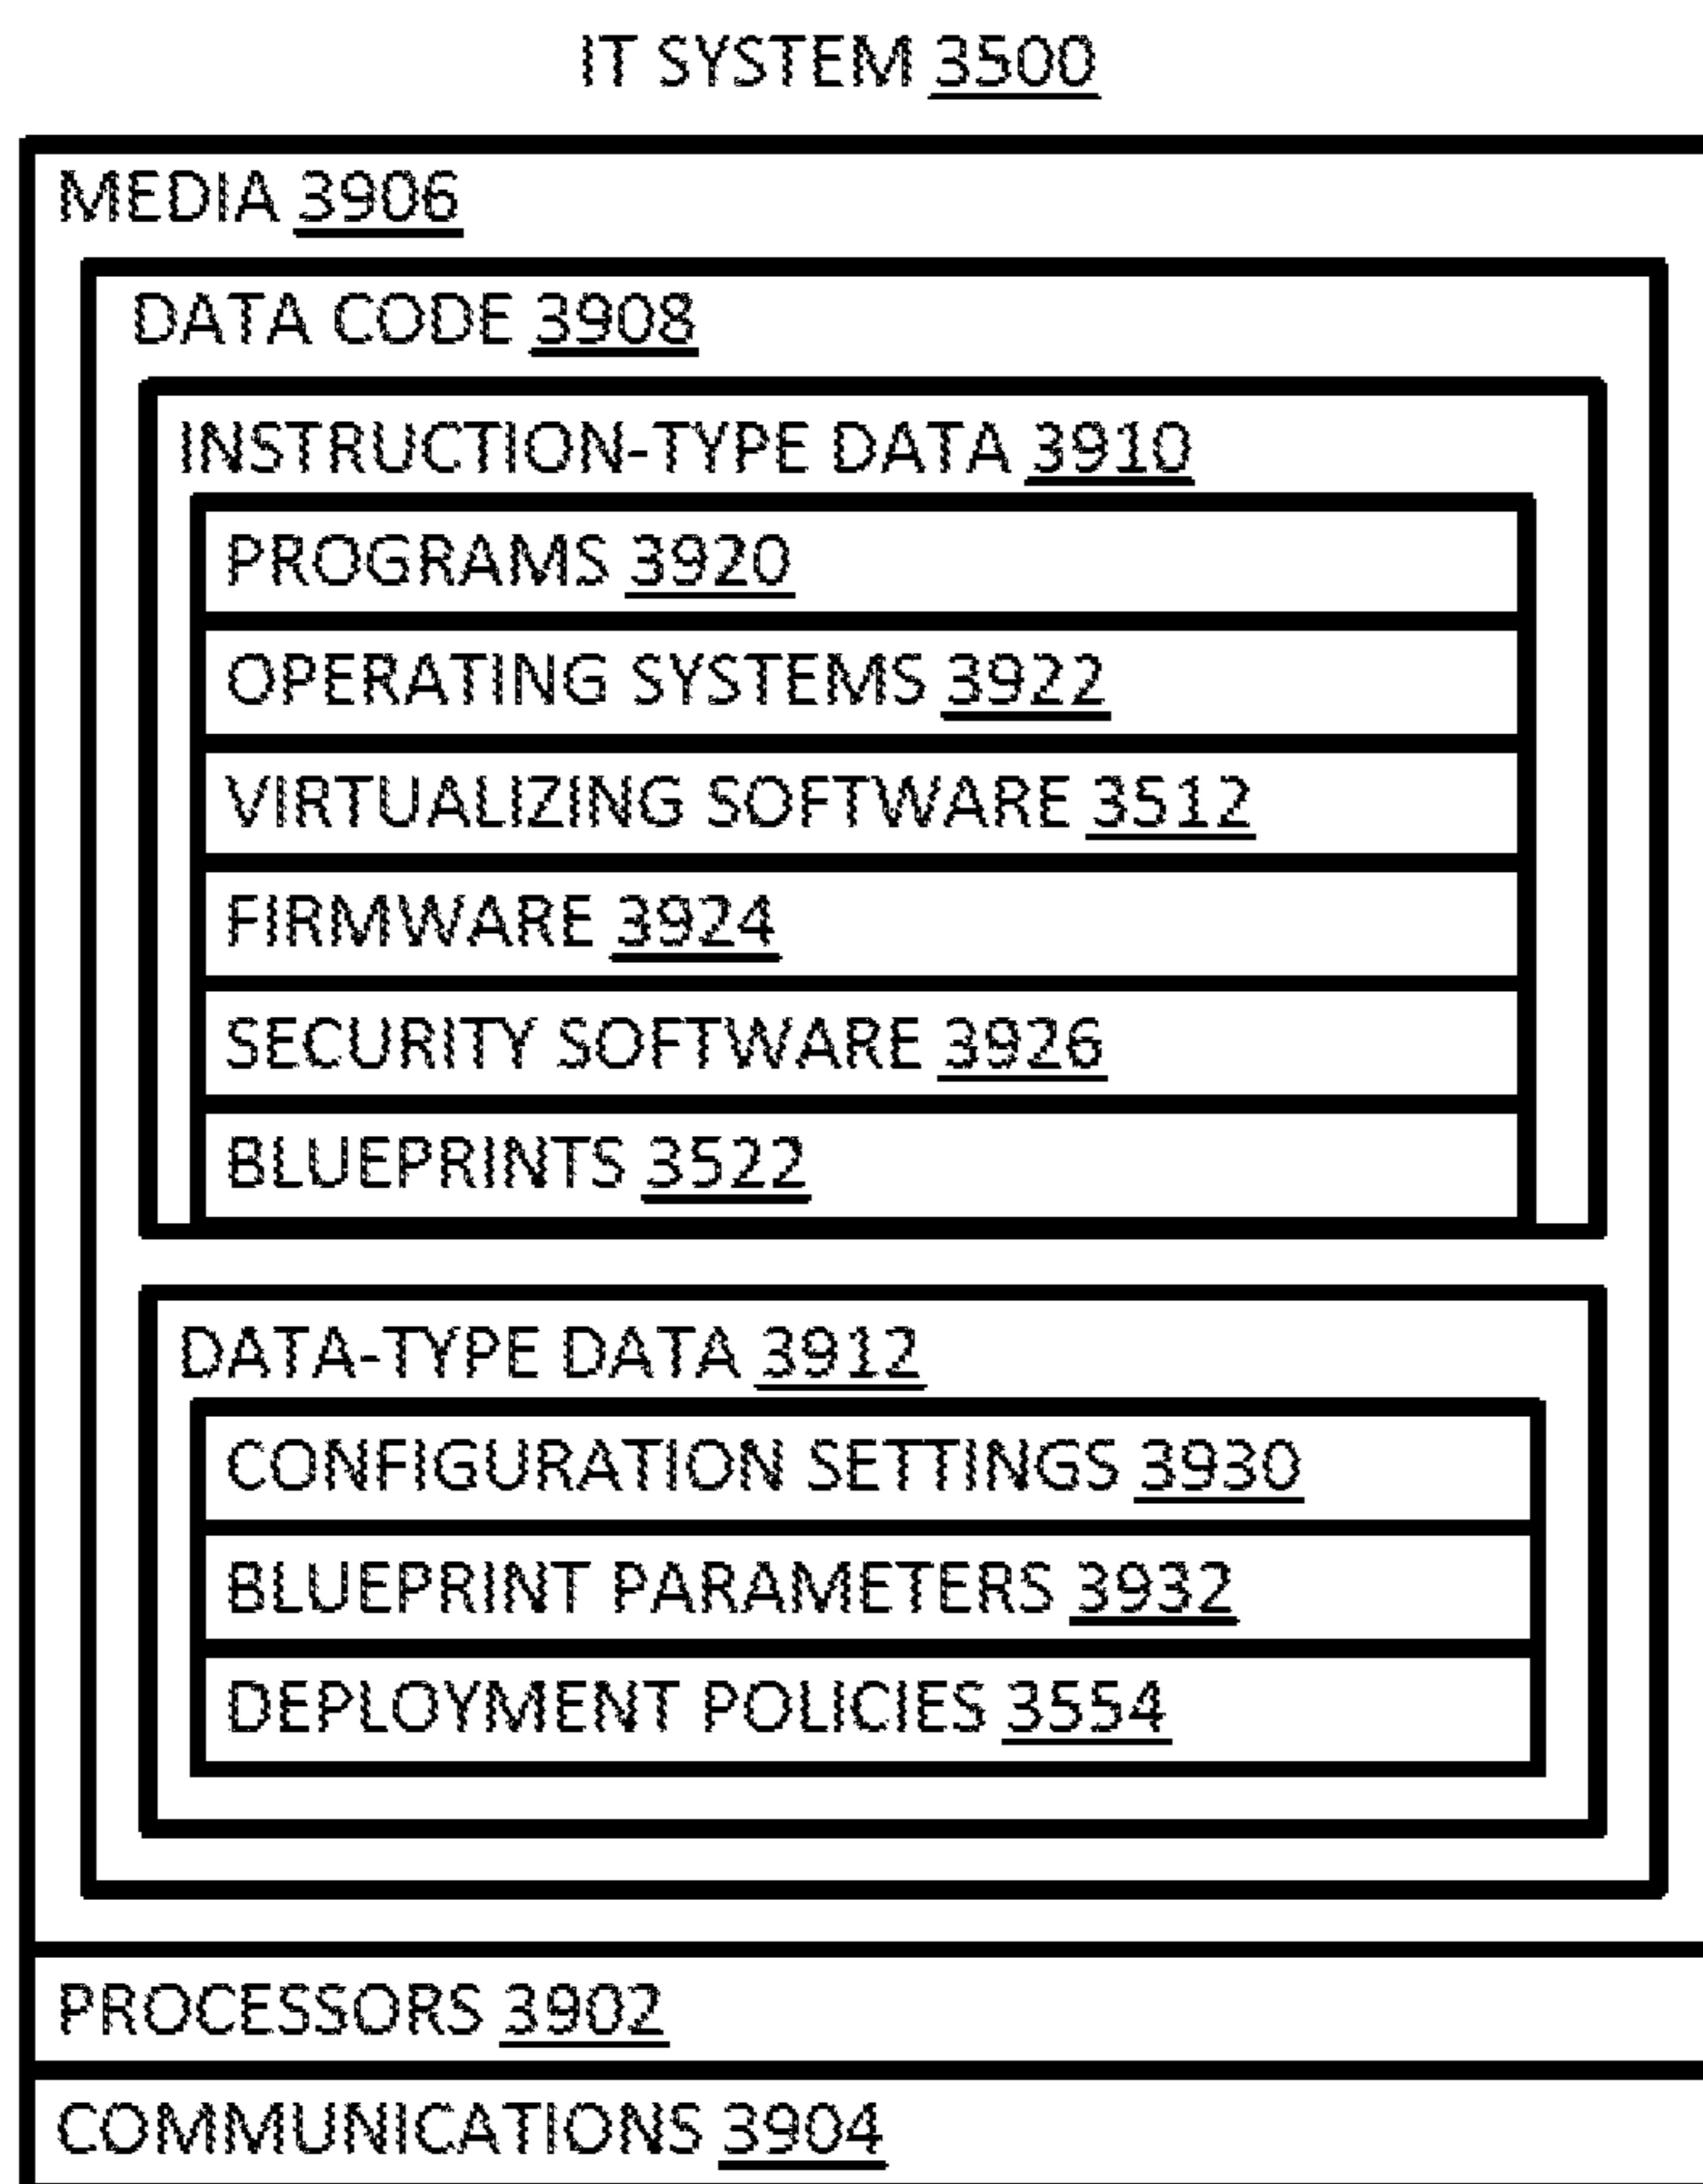 IT SYSTEM 3500
MEDIA 3906
DATA CODE 3908
INSTRUCTION-TYPE DATA 3910
PROGRAMS 3920
OPERATING SYSTEMS 3922
VIRTUALIZING SOFTWARE 3512
FIRMWARE 3924
SECURITY SOFTWARE 3926
BLUEPRINTS 3522
DATA-TYPE DATA 3912
CONFIGURATION SETTINGS 3930
BLUEPRINT PARAMETERS 3932
DEPLOYMENT POLICIES 3554
PROCESSORS 3902
COMMUNICATIONS 3904